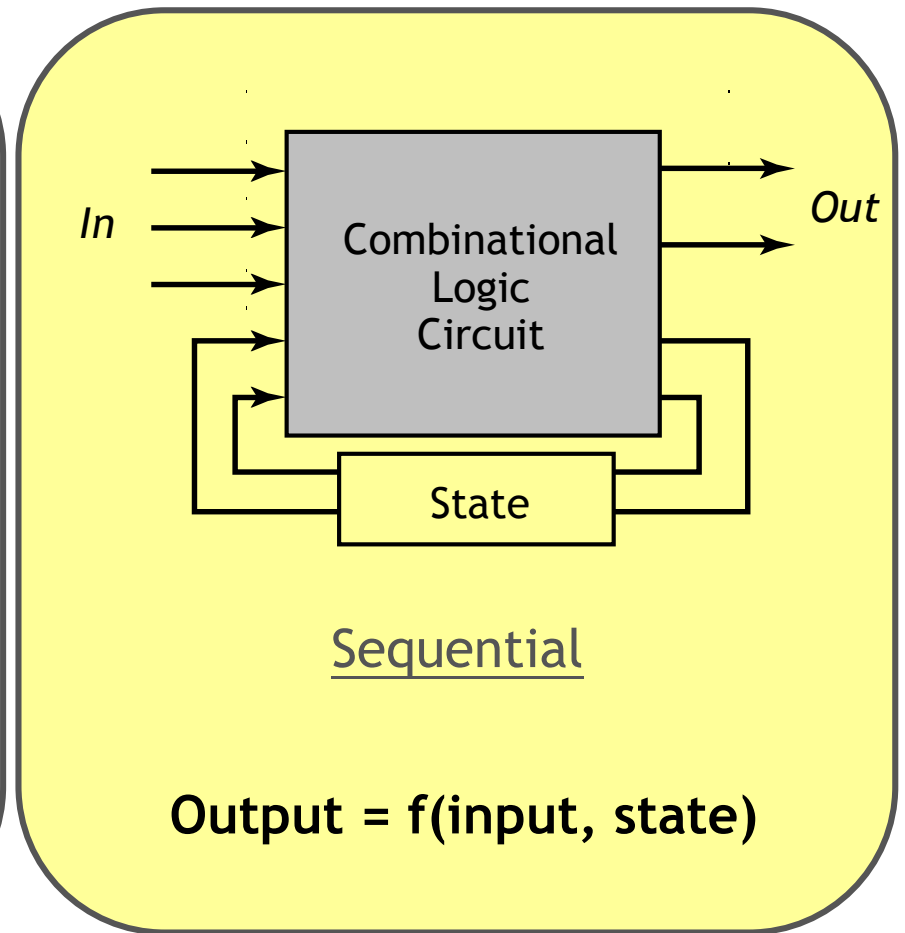 In
Out
Combinational
Logic
Circuit
State
Sequential
Output = f(input, state)